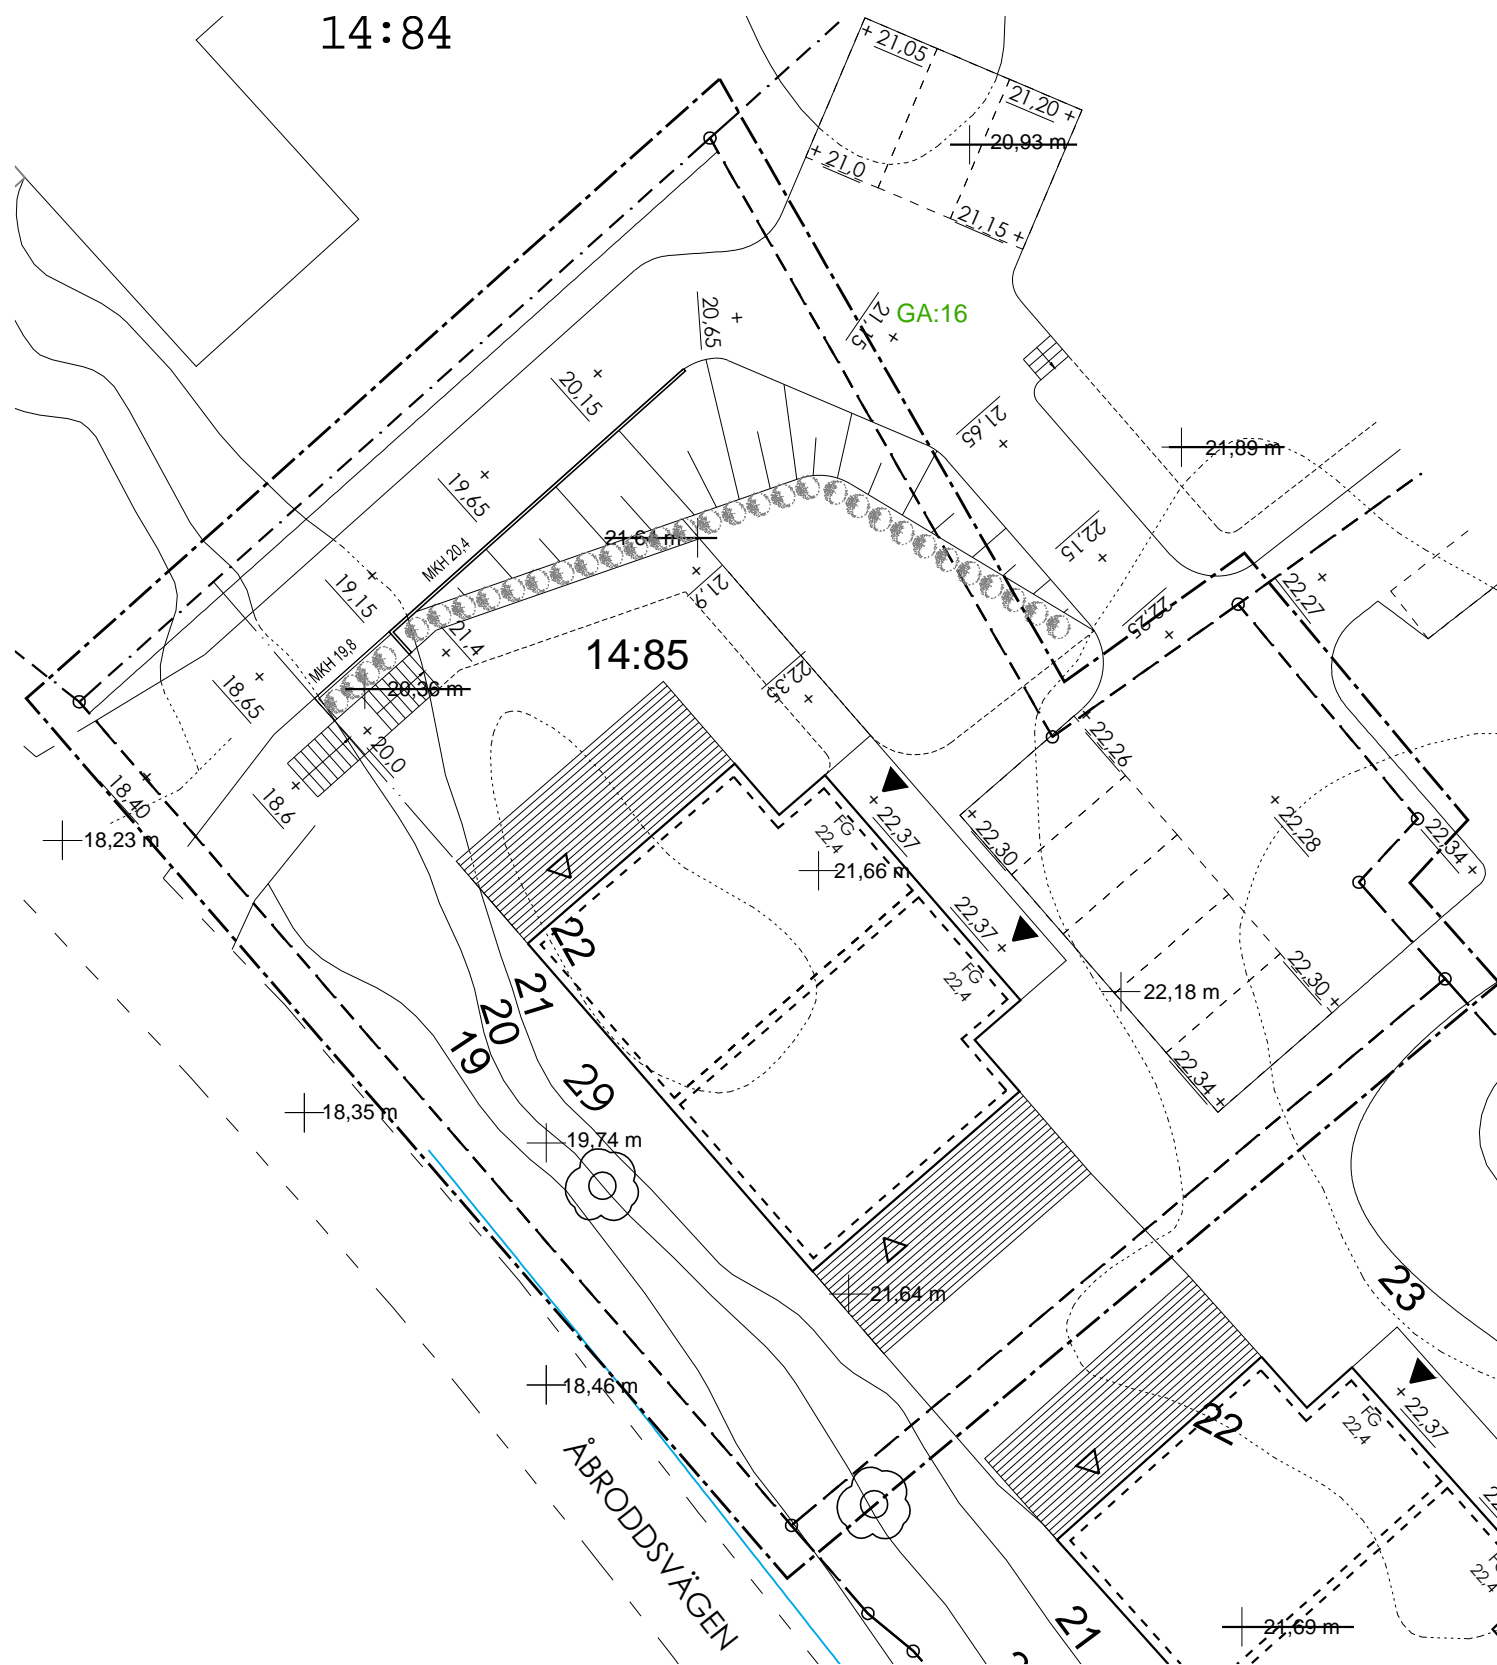 14:84
+ 21,05
21,20 +
20,93 m
+ 21,0
21,15 +
20,65 +
21,15 +
GA:16
20,15 +
21,65 +
21,89 m
19,65 +
22,15 +
MKH 20,4
19,15 +
21,9 +
22,27 +
22,25 +
21,4 +
14:85
MKH 19,8
18,65 +
20,36 m
22,35 +
+ 20,0
+ 22,26
18,40 +
18,6 +
18,23 m
FG
22,4
+ 22,37
+ 22,30
+ 22,28
22,34 +
21,66 m
22
22,37 +
FG
22,4
22,30 +
21
22,18 m
20
19
29
22,34 +
18,35 m
19,74 m
21,64 m
23
18,46 m
22
FG
22,4
+ 22,37
ÅBRODDSVÄGEN
22,4
21
21,69 m